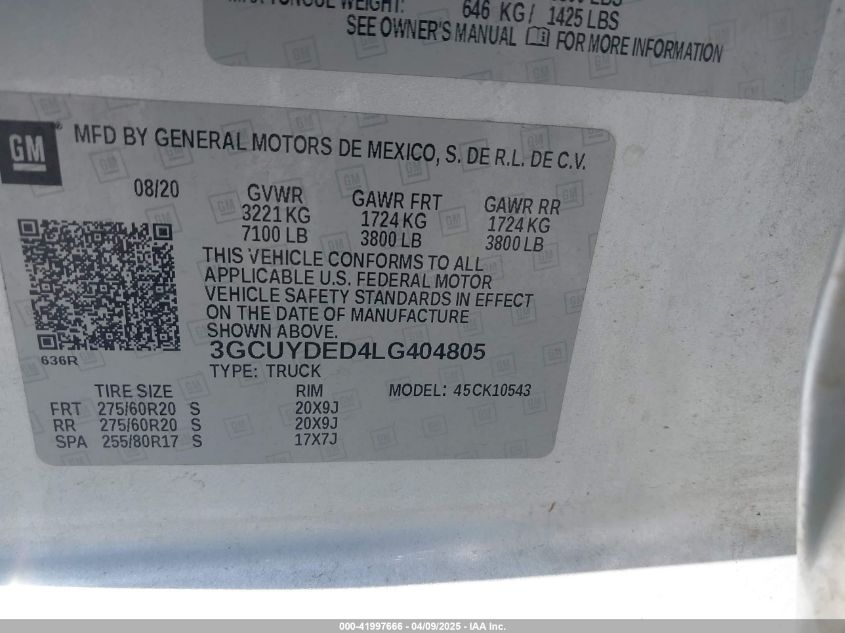 TONGUE WEIGHT: 646 KG / 1425 LBS
SEE OWNER'S MANUAL FOR MORE INFORMATION
GM
MFD BY GENERAL MOTORS DE MEXICO, S. DE R.L. DE C.V.
08/20 GVWR GAWR FRT GAWR RR
3221 KG 1724 KG 1724 KG
7100 LB 3800 LB 3800 LB
THIS VEHICLE CONFORMS TO ALL
APPLICABLE U.S. FEDERAL MOTOR
VEHICLE SAFETY STANDARDS IN EFFECT
ON THE DATE OF MANUFACTURE
SHOWN ABOVE.
636R
3GCUYDED4LG404805
TYPE: TRUCK
TIRE SIZE RIM MODEL: 45CK10543
FRT 275/60R20 S 20X9J
RR 275/60R20 S 20X9J
SPA 255/80R17 S 17X7J
000-41997666 - 04/09/2025 - IAA Inc.